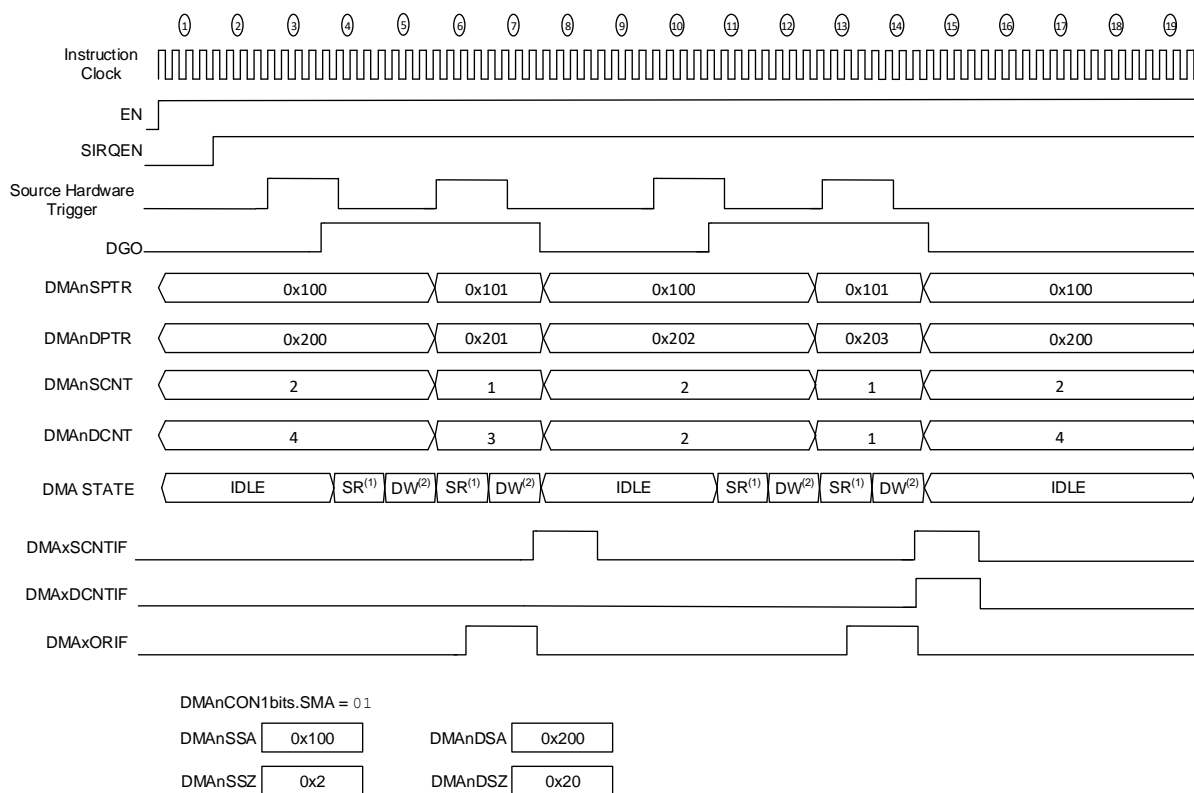 1 2 3 4 5 6 7 8 9 10 11 12 13 14 15 16 17 18 19
Instruction
Clock
EN
SIRQEN
Source Hardware
Trigger
DGO
DMAnSPTR 0x100 0x101 0x100 0x101 0x100
DMAnDPTR 0x200 0x201 0x202 0x203 0x200
DMAnSCNT 2 1 2 1 2
DMAnDCNT 4 3 2 1 4
DMA STATE IDLE SR(1) DW(2) SR(1) DW(2) IDLE SR(1) DW(2) SR(1) DW(2) IDLE
DMAxSCNTIF
DMAxDCNTIF
DMAxORIF
DMAnCON1bits.SMA = 01
DMAnSSA 0x100 DMAnDSA 0x200
DMAnSSZ 0x2 DMAnDSZ 0x20